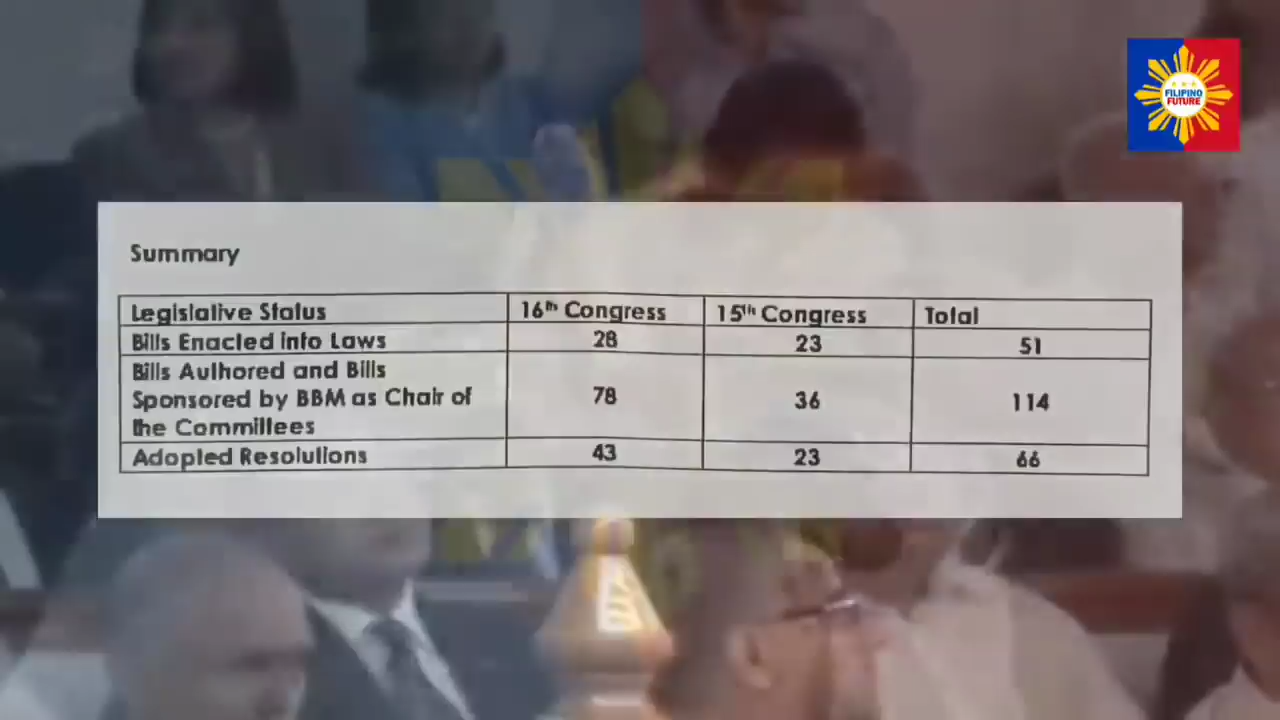 FILIPINO
FUTURE
Summary
Legislative Status 16th Congress 15th Congress Total
Bills Enacted into Laws 28 23 51
Bills Authored and Bills
Sponsored by BBM as Chair of 78 36 114
the Committees
Adopted Resolutions 43 23 66